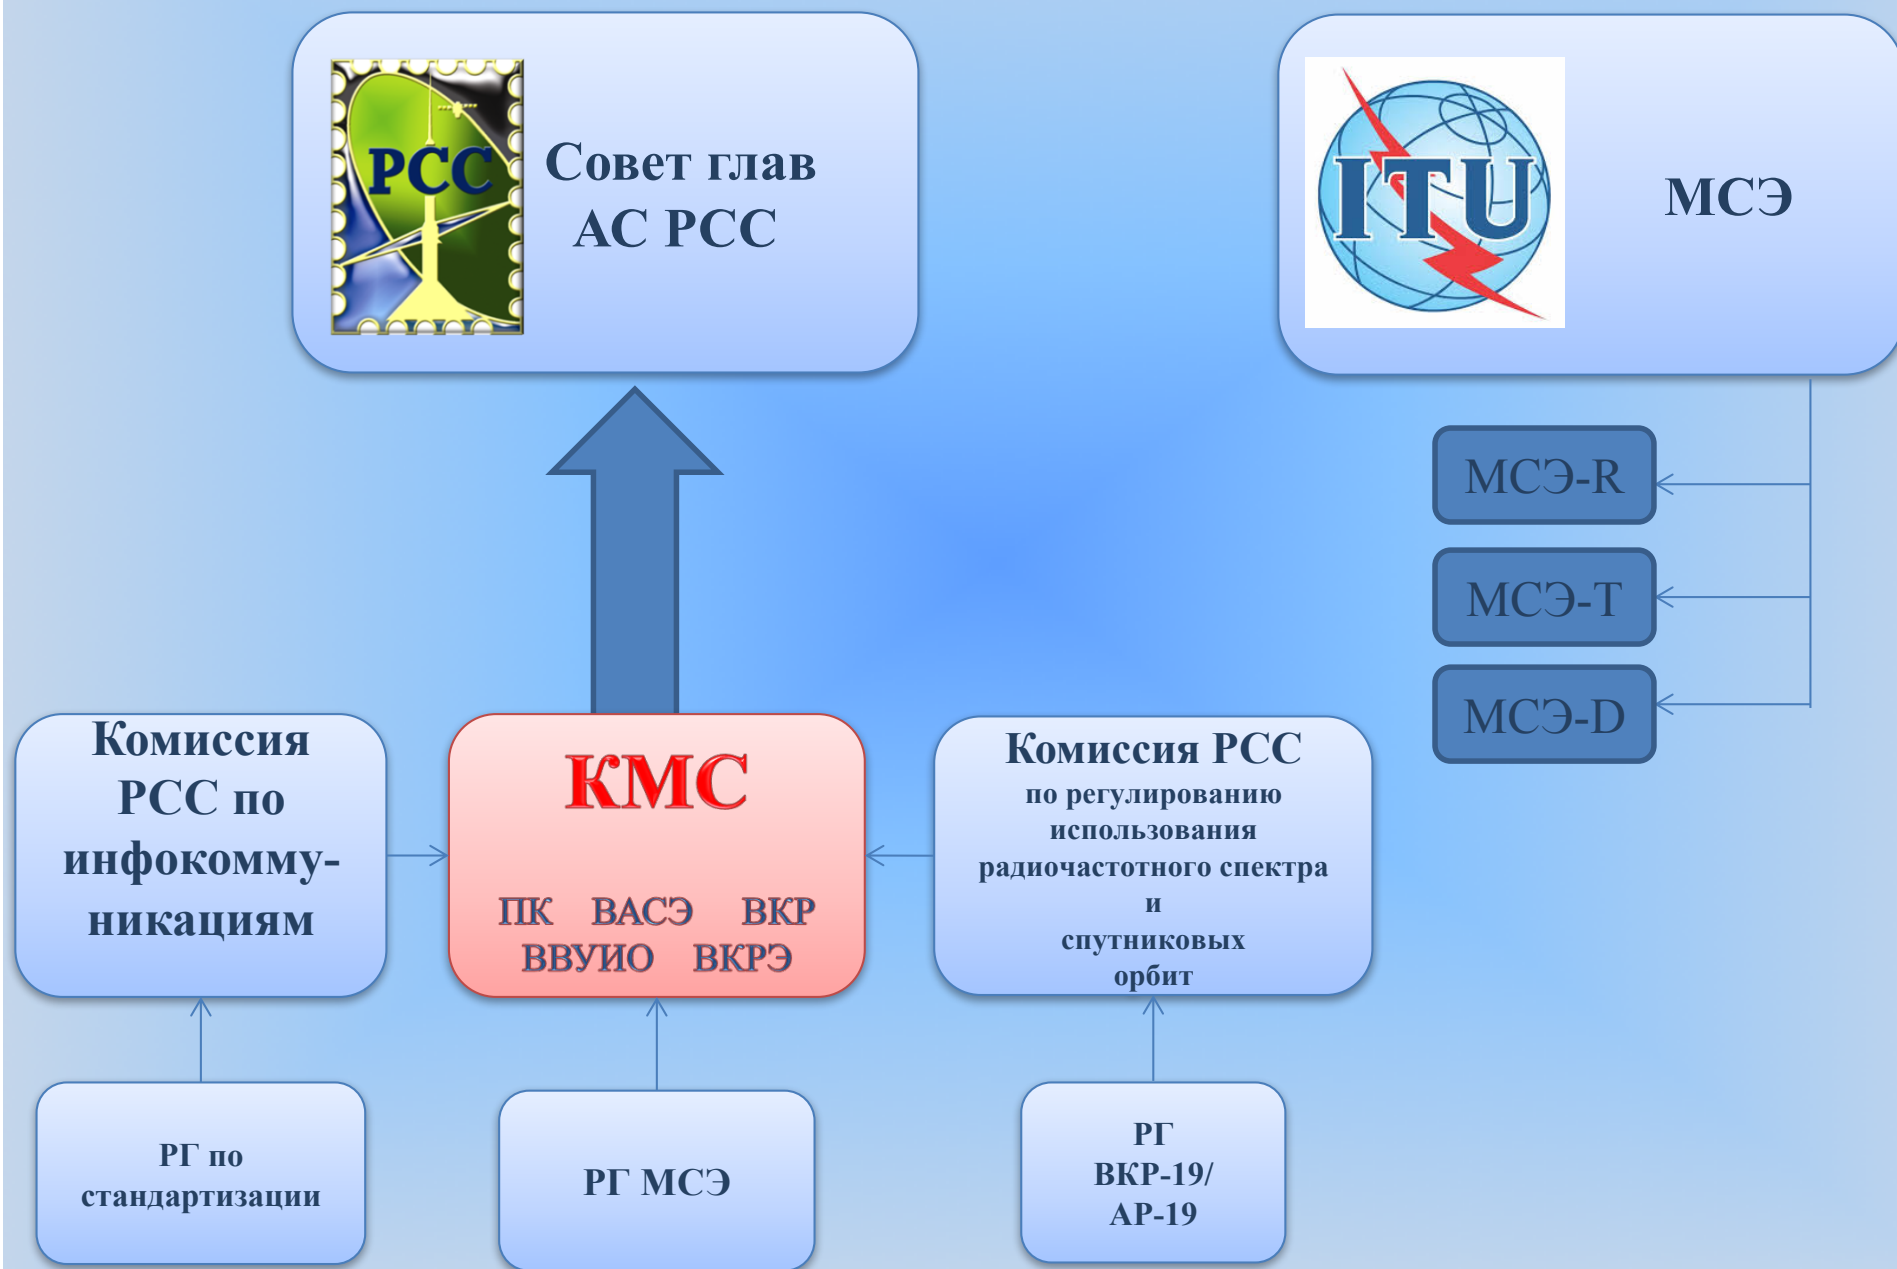 РСС
Совет глав
АС РСС
ITU
МСЭ
МСЭ-R
МСЭ-T
МСЭ-D
Комиссия
РСС по
инфокомму-
никациям
КМС
ПК ВАСЭ ВКР
ВВУИО ВКРЭ
Комиссия РСС
по регулированию
использования
радиочастотного спектра
и
спутниковых
орбит
РГ по
стандартизации
РГ МСЭ
РГ
ВКР-19/
АР-19